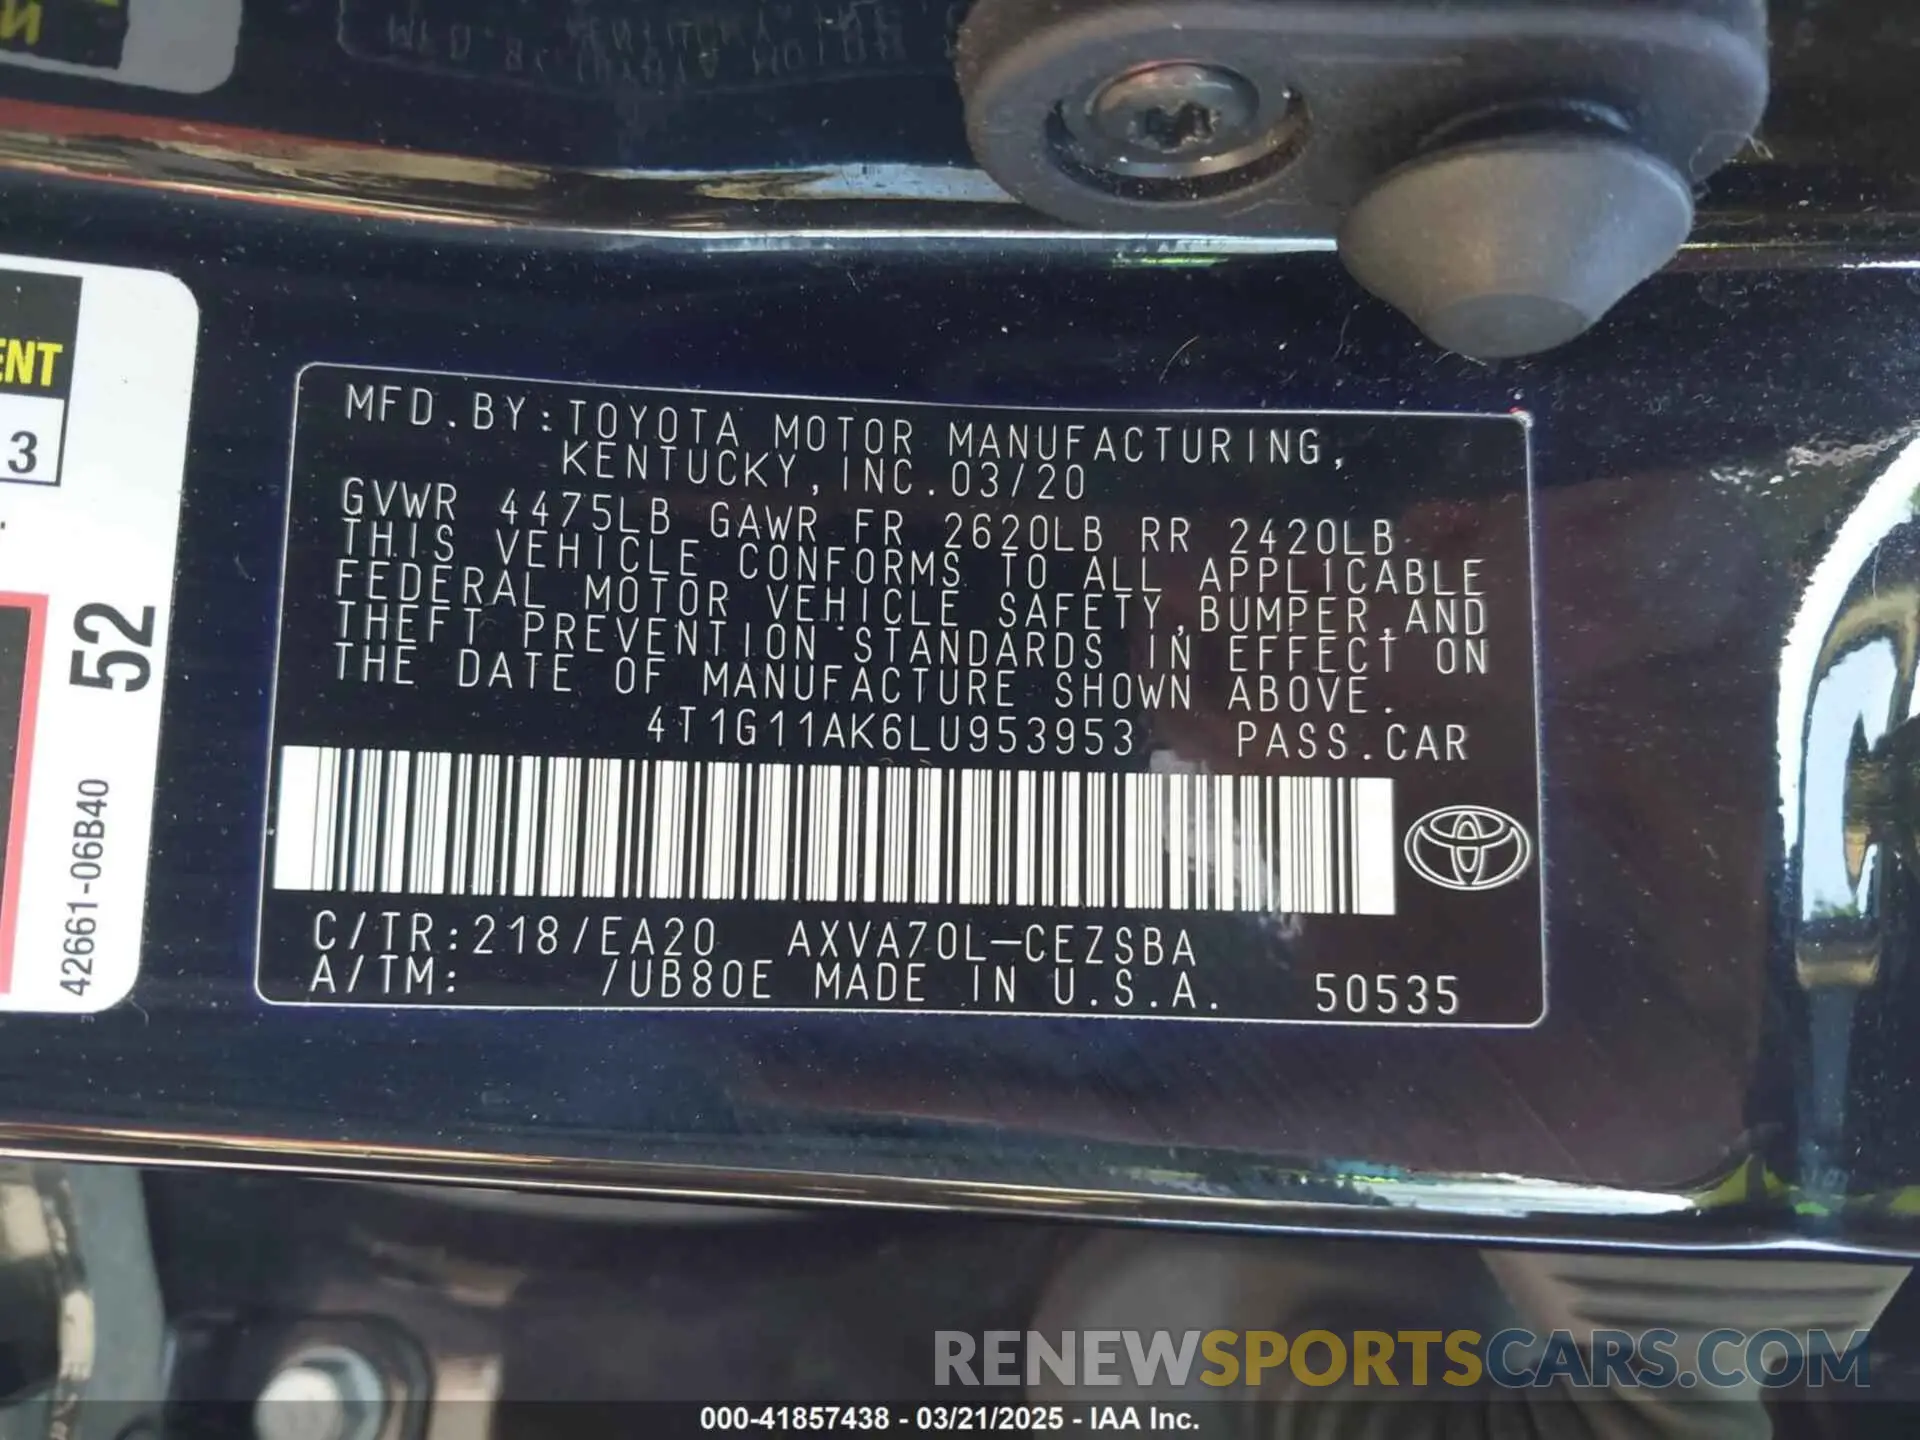 ENT
3
52
42661-06B40
MFD.BY:TOYOTA MOTOR MANUFACTURING,
KENTUCKY,INC.03/20
GVWR 4475LB GAWR FR 2620LB RR 2420LB
THIS VEHICLE CONFORMS TO ALL APPLICABLE
FEDERAL MOTOR VEHICLE SAFETY,BUMPER,AND
THEFT PREVENTION STANDARDS IN EFFECT ON
THE DATE OF MANUFACTURE SHOWN ABOVE.
4T1G11AK6LU953953 PASS.CAR
C/TR:218/EA20 AXVA70L-CEZSBA
A/TM: /UB80E MADE IN U.S.A. 50535
RENEWSPORTSCARS.COM
000-41857438 - 03/21/2025 - IAA Inc.